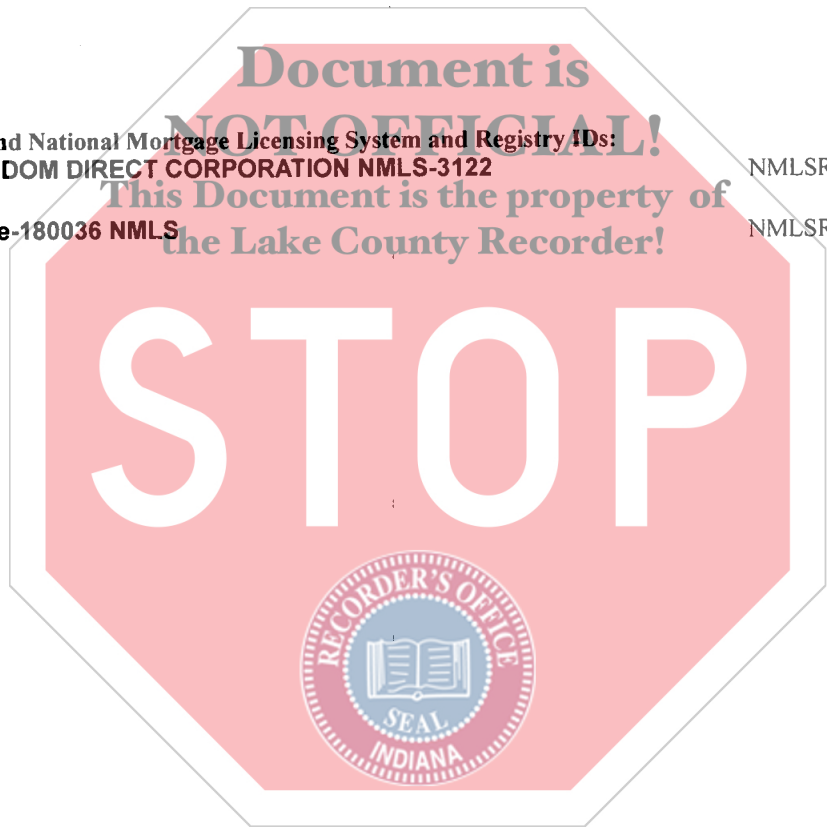 Document is
NOT OFFICIAL!
nd National Mortgage Licensing System and Registry IDs:
DOM DIRECT CORPORATION NMLS-3122 NMLSR
This Document is the property of
e-180036 NMLS NMLSR
the Lake County Recorder!
STOP
RECORDER'S OFFICE
SEAL
INDIANA